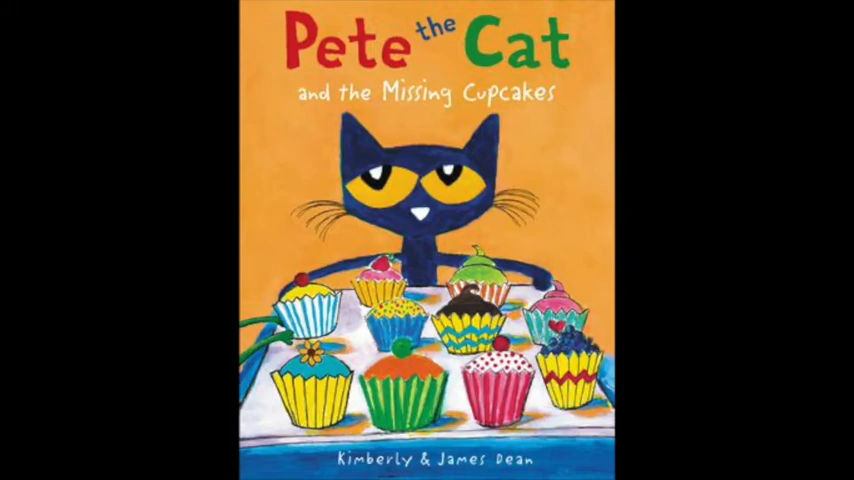 Pete the Cat
and the Missing Cupcakes
Kimberly & James Dean